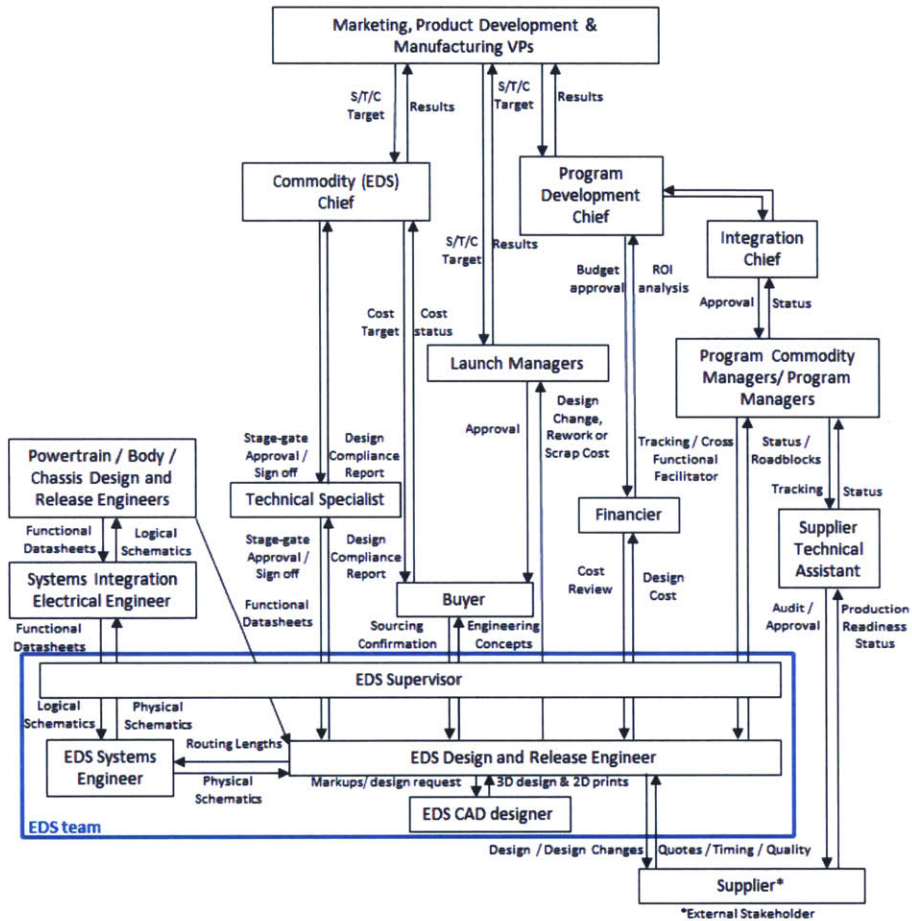 Marketing, Product Development &
Manufacturing VPs
S/T/C
Target
Results
S/T/C
Target
Results
Commodity (EDS)
Chief
Program
Development
Chief
Integration
Chief
S/T/C
Target
Results
Budget
approval
ROI
analysis
Approval
Status
Cost
Target
Cost
status
Launch Managers
Program Commodity
Managers/ Program
Managers
Stage-gate
Approval /
Sign off
Design
Compliance
Report
Approval
Design
Change,
Rework or
Scrap Cost
Tracking / Cross
Functional
Facilitator
Status /
Roadblocks
Powertrain / Body /
Chassis Design and
Release Engineers
Technical Specialist
Financier
Tracking
Status
Supplier
Technical
Assistant
Functional
Datasheets
Logical
Schematics
Stage-gate
Approval /
Sign off
Design
Compliance
Report
Systems Integration
Electrical Engineer
Functional
Datasheets
Buyer
Cost
Review
Design
Cost
Audit /
Approval
Production
Readiness
Status
Functional
Datasheets
Sourcing
Confirmation
Engineering
Concepts
EDS Supervisor
Logical
Schematics
Physical
Schematics
EDS Systems
Engineer
Routing Lengths
Physical
Schematics
EDS Design and Release Engineer
Markups/ design request
3D design & 2D prints
EDS CAD designer
EDS team
Design / Design Changes
Quotes / Timing / Quality
Supplier*
*External Stakeholder